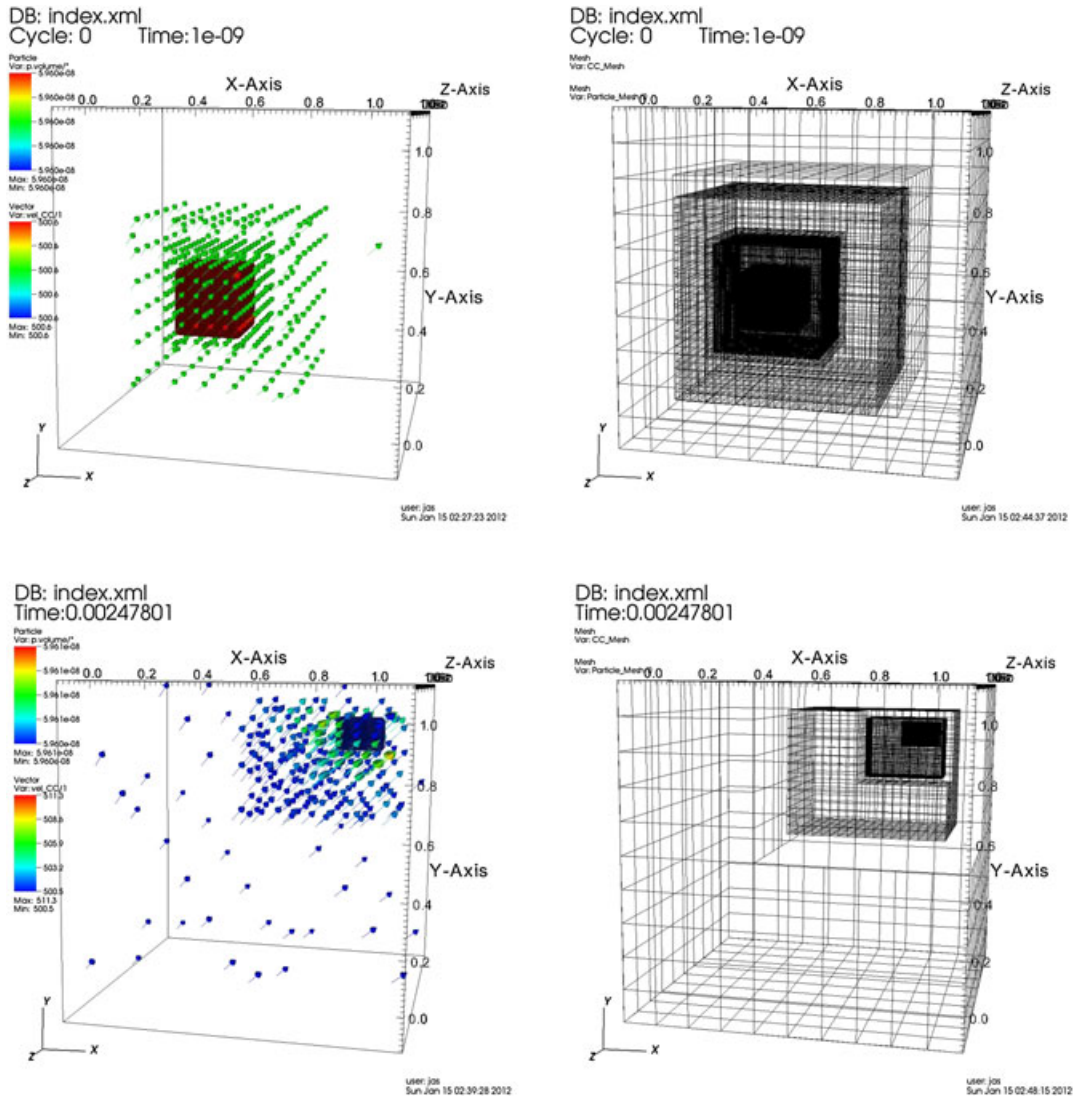 DB: index.xml
Cycle: 0 Time:1e-09
Particle
Var: p.volume/*
5.960e-08
5.960e-08
5.960e-08
5.960e-08
5.960e-08
Max: 5.960e-08
Min: 5.960e-08
Vector
Var: vel_CC/1
500.6
500.6
500.6
500.6
500.6
Max: 500.6
Min: 500.6
X-Axis
Z-Axis
0.0 0.2 0.4 0.6 0.8 1.0
1.0
0.8
0.6
Y-Axis
0.4
0.2
0.0
Y
Z
X
user: jas
Sun Jan 15 02:27:23 2012
DB: index.xml
Cycle: 0 Time:1e-09
Mesh
Var: CC_Mesh
Mesh
Var: Particle_Mesh/*
X-Axis
Z-Axis
0.0 0.2 0.4 0.6 0.8 1.0
1.0
0.8
0.6
Y-Axis
0.4
0.2
0.0
Y
Z
X
user: jas
Sun Jan 15 02:44:37 2012
DB: index.xml
Time:0.00247801
Particle
Var: p.volume/*
5.961e-08
5.961e-08
5.961e-08
5.961e-08
5.960e-08
Max: 5.961e-08
Min: 5.960e-08
Vector
Var: vel_CC/1
511.3
508.6
505.9
503.2
500.5
Max: 511.3
Min: 500.5
X-Axis
Z-Axis
0.0 0.2 0.4 0.6 0.8 1.0
1.0
0.8
0.6
Y-Axis
0.4
0.2
0.0
Y
Z
X
user: jas
Sun Jan 15 02:39:28 2012
DB: index.xml
Time:0.00247801
Mesh
Var: CC_Mesh
Mesh
X-Axis
Z-Axis
0.0 0.2 0.4 0.6 0.8 1.0
1.0
0.8
0.6
Y-Axis
0.4
0.2
0.0
Y
Z
X
user: jas
Sun Jan 15 02:48:15 2012